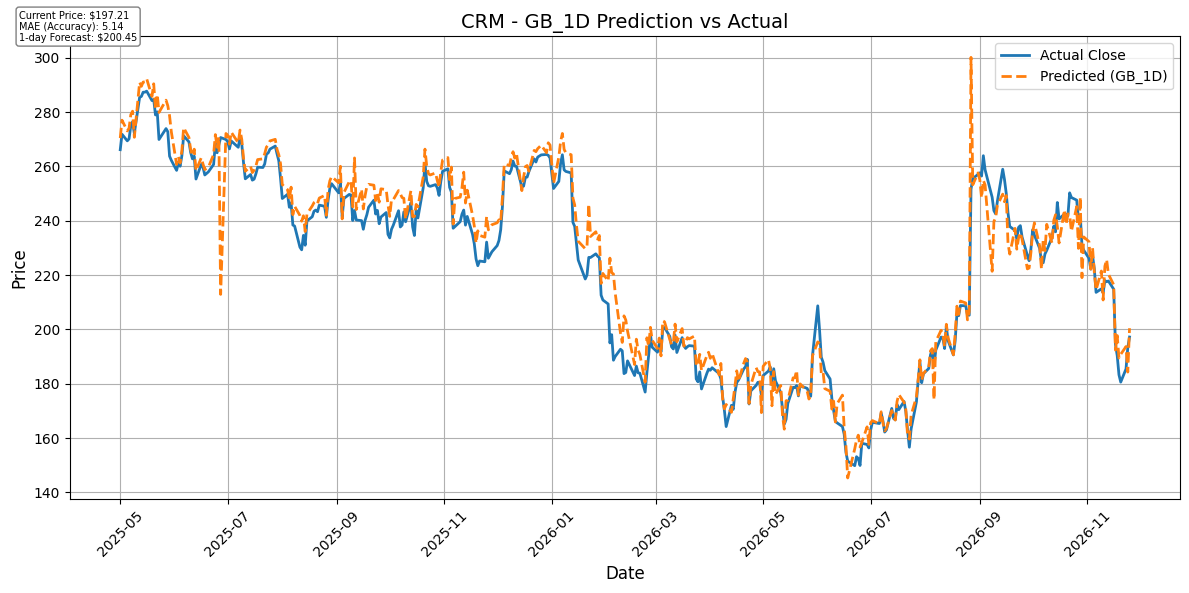 CRM - GB_1D Prediction vs Actual
Current Price: $197.21
MAE (Accuracy): 5.14
1-day Forecast: $200.45
Actual Close
Predicted (GB_1D)
Price
300
280
260
240
220
200
180
160
140
2025-05
2025-07
2025-09
2025-11
2026-01
2026-03
2026-05
2026-07
2026-09
2026-11
Date